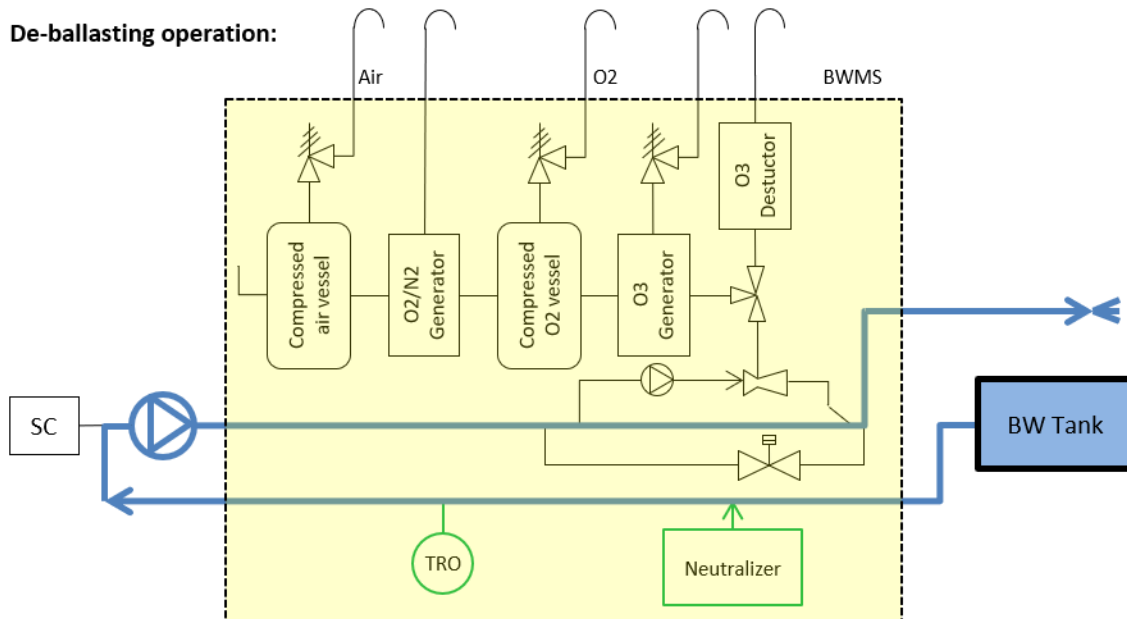 De-ballasting operation:
Air
O2
BWMS
Compressed
air vessel
O2/N2
Generator
Compressed
O2 vessel
O3
Generator
O3
Destuctor
SC
BW Tank
TRO
Neutralizer